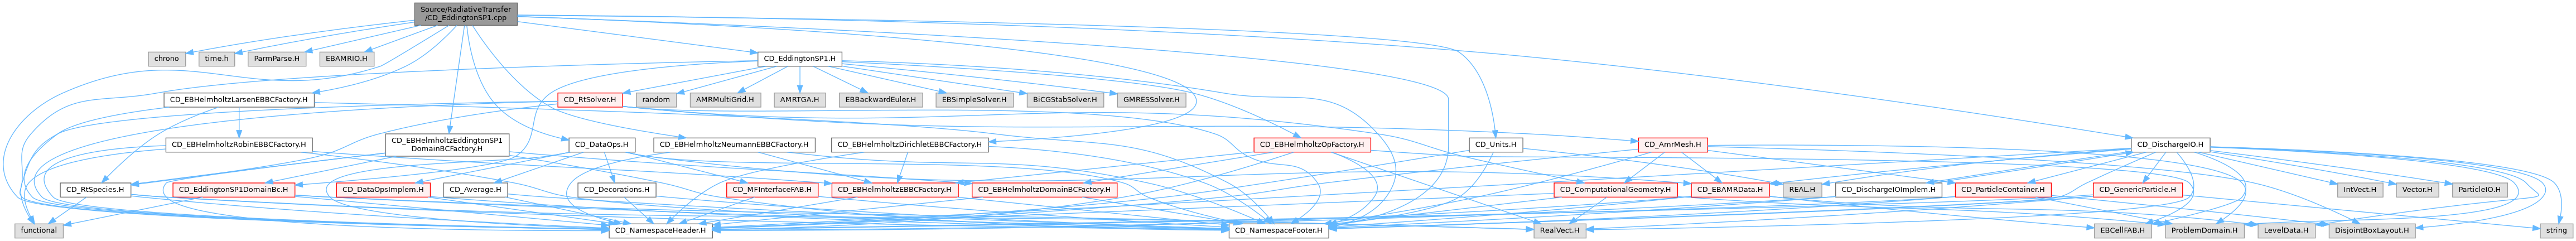 Source/RadiativeTransfer
/CD_EddingtonSP1.cpp
chrono
time.h
ParmParse.H
EBAMRIO.H
CD_EddingtonSP1.H
CD_EBHelmholtzLarsenEBBCFactory.H
CD_RtSolver.H
random
AMRMultiGrid.H
AMRTGA.H
EBBackwardEuler.H
EBSimpleSolver.H
BiCGStabSolver.H
GMRESSolver.H
CD_EBHelmholtzRobinEBBCFactory.H
CD_EBHelmholtzEddingtonSP1
DomainBCFactory.H
CD_DataOps.H
CD_EBHelmholtzNeumannEBBCFactory.H
CD_EBHelmholtzDirichletEBBCFactory.H
CD_EBHelmholtzOpFactory.H
CD_Units.H
CD_AmrMesh.H
CD_DischargeIO.H
CD_RtSpecies.H
CD_EddingtonSP1DomainBc.H
CD_DataOpsImplem.H
CD_Average.H
CD_Decorations.H
CD_MFInterfaceFAB.H
CD_EBHelmholtzEBBCFactory.H
CD_EBHelmholtzDomainBCFactory.H
CD_ComputationalGeometry.H
CD_EBAMRData.H
REAL.H
CD_DischargeIOImplem.H
CD_ParticleContainer.H
CD_GenericParticle.H
IntVect.H
Vector.H
ParticleIO.H
functional
CD_NamespaceHeader.H
CD_NamespaceFooter.H
RealVect.H
EBCellFAB.H
ProblemDomain.H
LevelData.H
DisjointBoxLayout.H
string